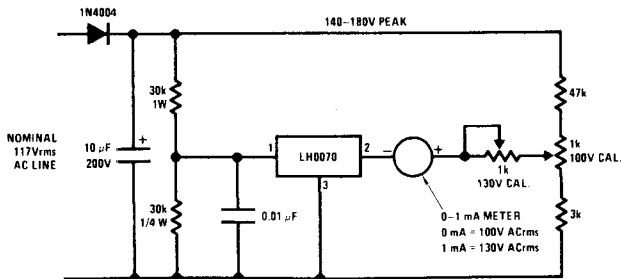 1N4004
140–180V PEAK
30k
1W
47k
NOMINAL
117Vrms
AC LINE
10 μF
200V
+
1
LH0070
2
3
–
+
1k
130V CAL.
1k
100V CAL.
30k
1/4 W
0.01 μF
3k
0–1 mA METER
0 mA = 100V ACrms
1 mA = 130V ACrms